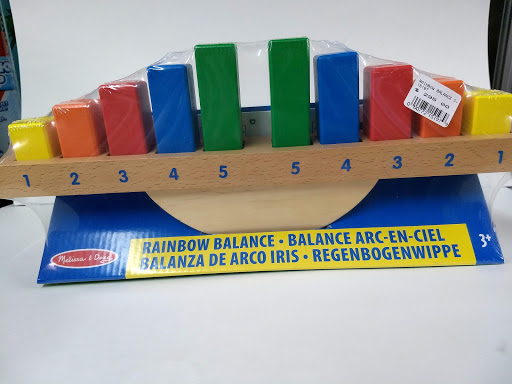 1 2 3 4 5 5 4 3 2 1
Melissa & Doug
RAINBOW BALANCE • BALANCE ARC-EN-CIEL
BALANZA DE ARCO IRIS • REGENBOGENWIPPE
3+